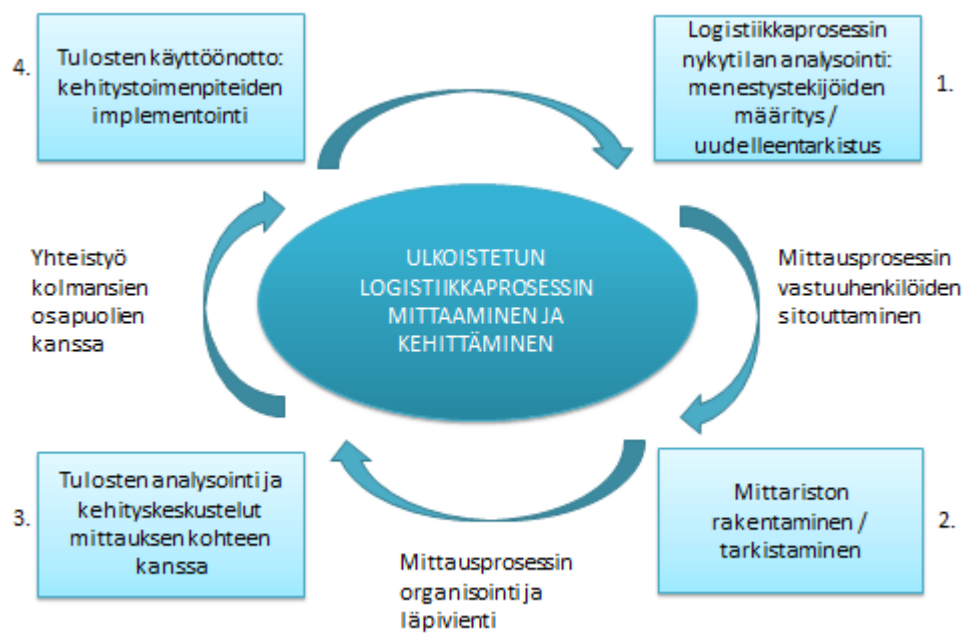 4.
Tulosten käyttöönotto:
kehitystoimenpiteiden
implementointi
Logistiikkaprosessin
nykytilan analysointi:
menestystekijöiden
määritys /
uudelleentarkistus
1.
Yhteistyö
kolmansien
osapuolien
kanssa
ULKOISTETUN
LOGISTIIKKAPROSESSIN
MITTAAMINEN JA
KEHITTÄMINEN
Mittausprosessin
vastuuhenkilöiden
sitouttaminen
3.
Tulosten analysointi ja
kehityskeskustelut
mittauksen kohteen
kanssa
Mittausprosessin
organisointi ja
läpivienti
Mittariston
rakentaminen /
tarkistaminen
2.